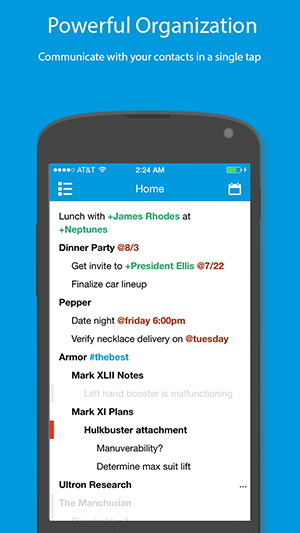 Powerful Organization
Communicate with your contacts in a single tap
AT&T 2:24 AM
Home
Lunch with +James Rhodes at
+Neptunes
Dinner Party @8/3
Get invite to +President Ellis @7/22
Finalize car lineup
Pepper
Date night @friday 6:00pm
Verify necklace delivery on @tuesday
Armor #thebest
Mark XLII Notes
Left hand booster is malfunctioning
Mark XI Plans
Hulkbuster attachment
Manuverability?
Determine max suit lift
Ultron Research ...
The Manchurian